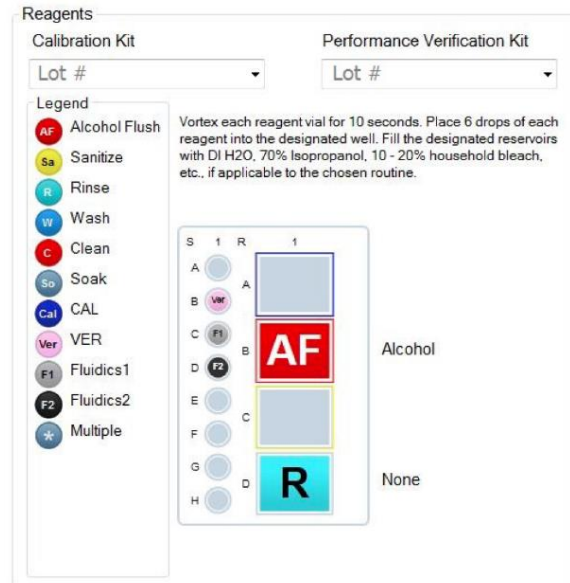 Reagents
Calibration Kit
Performance Verification Kit
Lot #
Lot #
Legend
AF Alcohol Flush
Sa Sanitize
R Rinse
W Wash
C Clean
So Soak
Cal CAL
Ver VER
F1 Fluidics1
F2 Fluidics2
* Multiple
Vortex each reagent vial for 10 seconds. Place 6 drops of each
reagent into the designated well. Fill the designated reservoirs
with DI H2O, 70% Isopropanol, 10 - 20% household bleach,
etc., if applicable to the chosen routine.
S 1 R 1
A
A
B Ver
C F1
B AF Alcohol
D F2
E
C
F
G
D R None
H